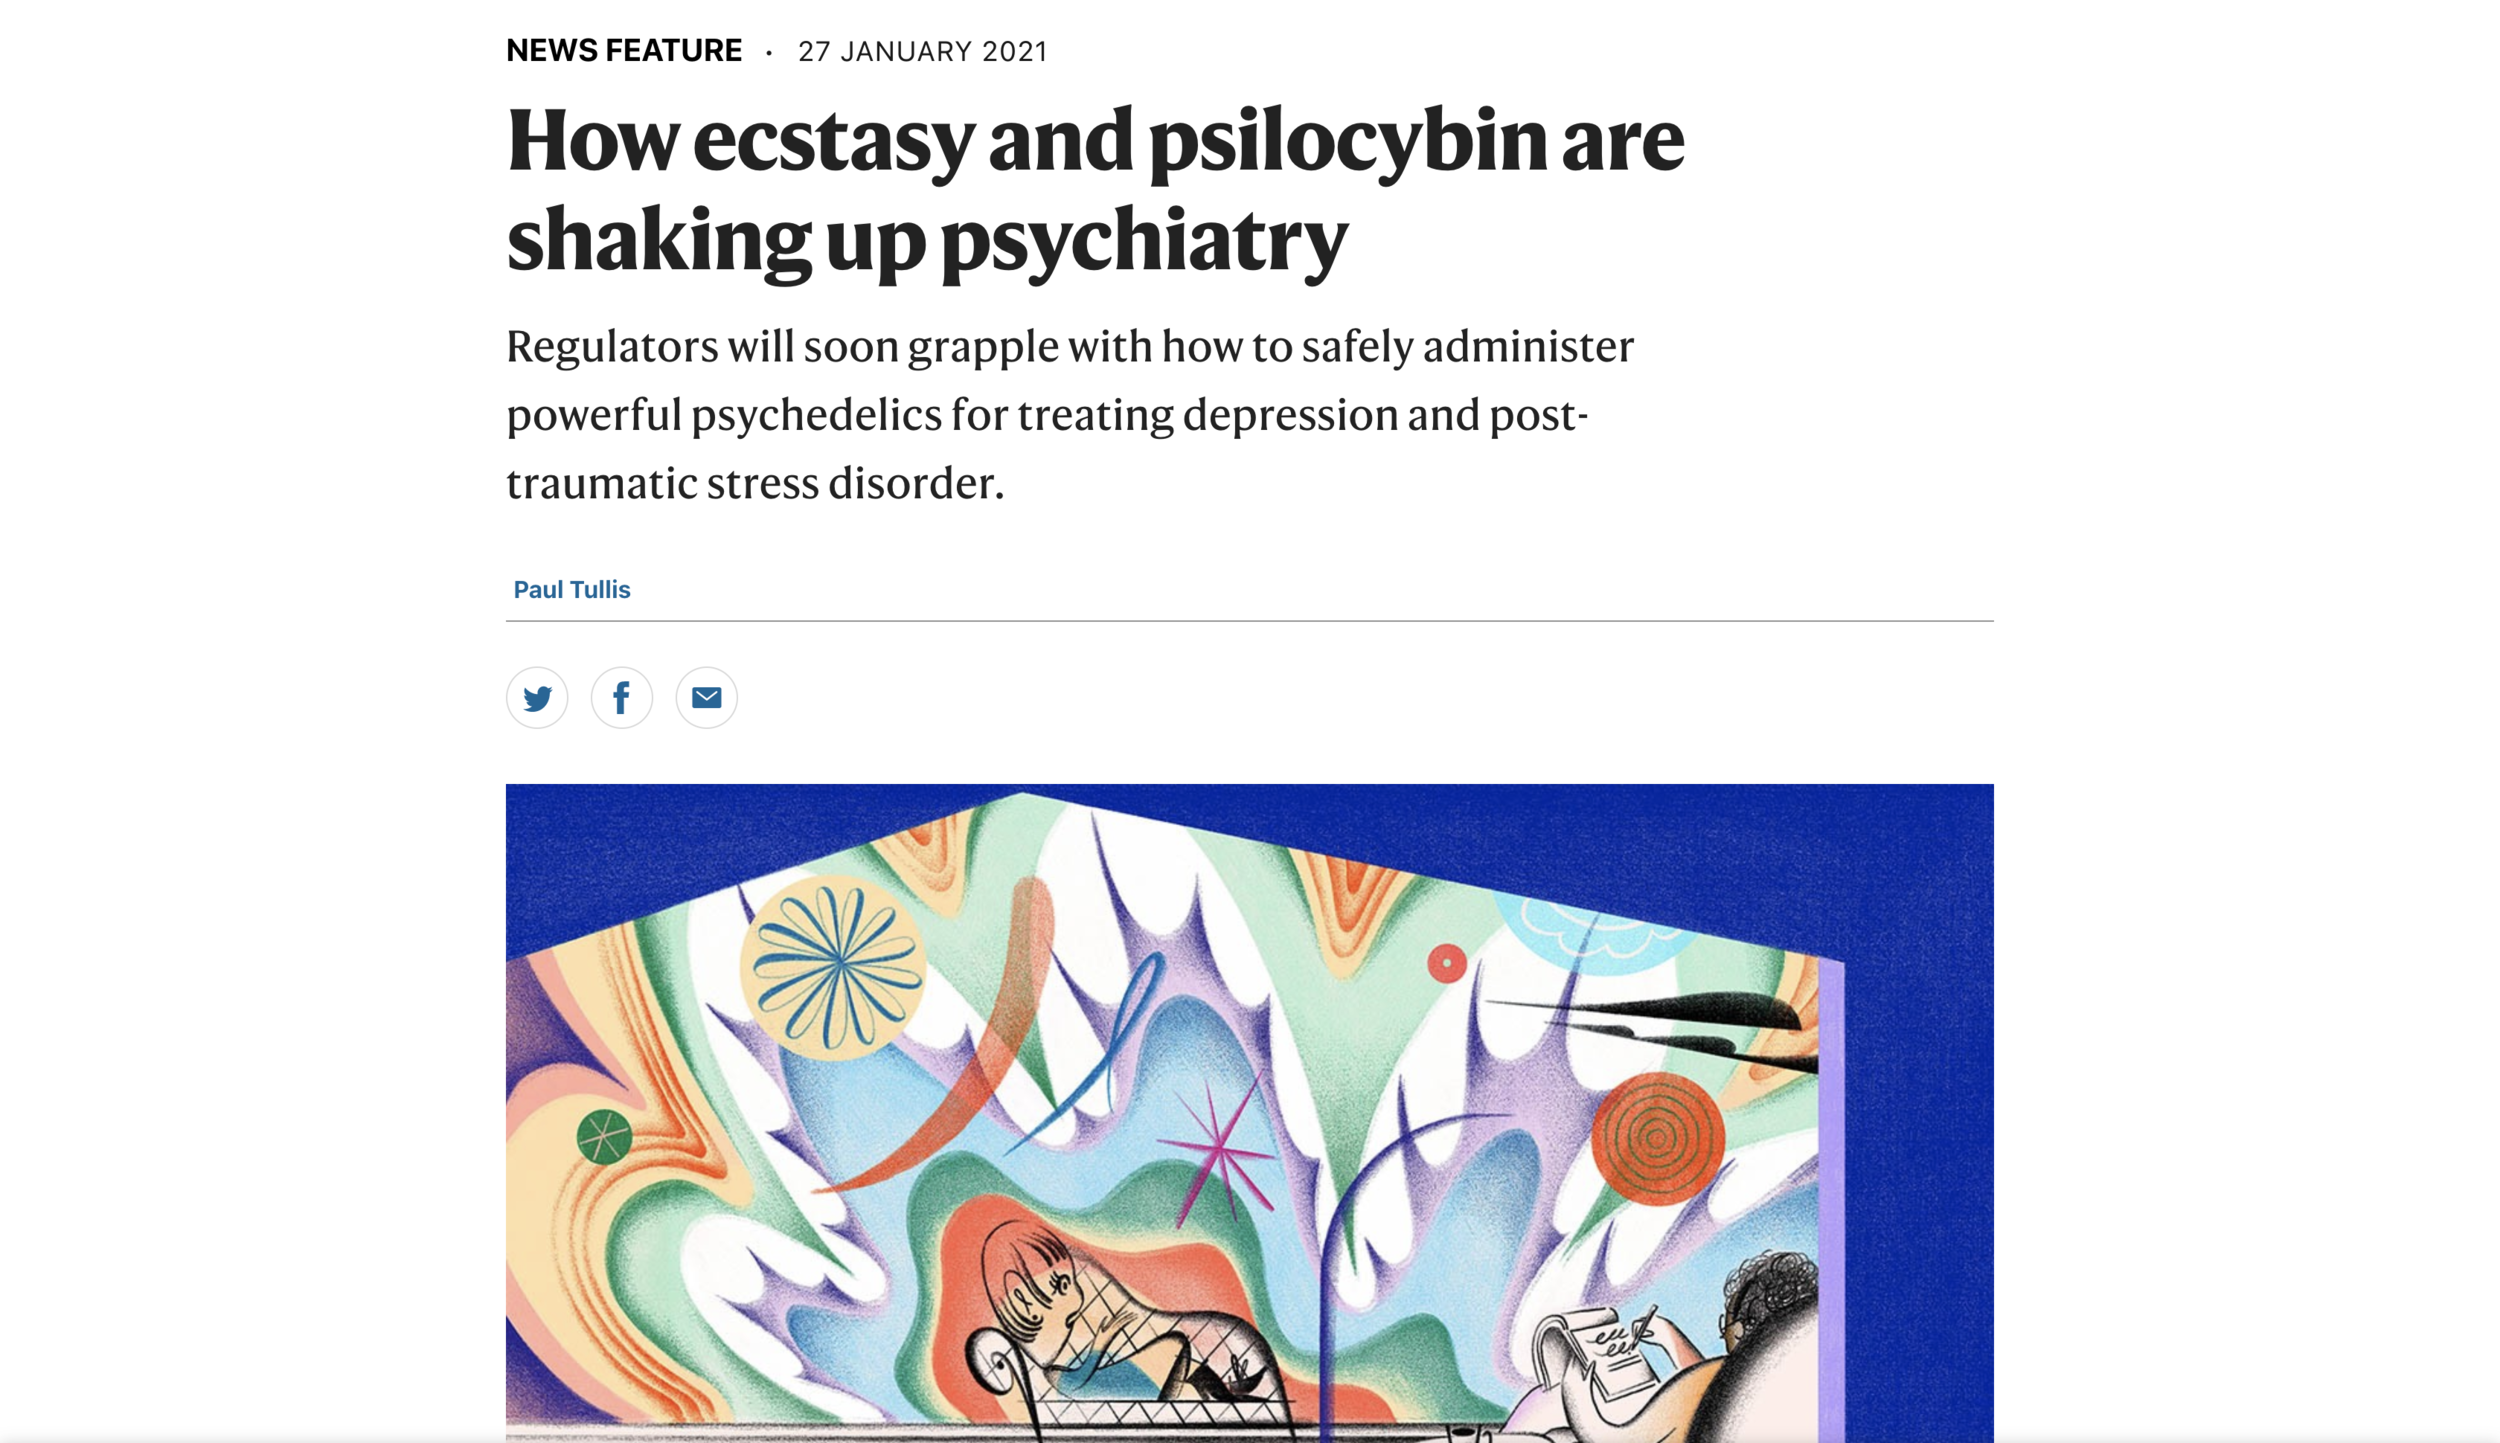 NEWS FEATURE · 27 JANUARY 2021
How ecstasy and psilocybin are
shaking up psychiatry
Regulators will soon grapple with how to safely administer
powerful psychedelics for treating depression and post-
traumatic stress disorder.
Paul Tullis